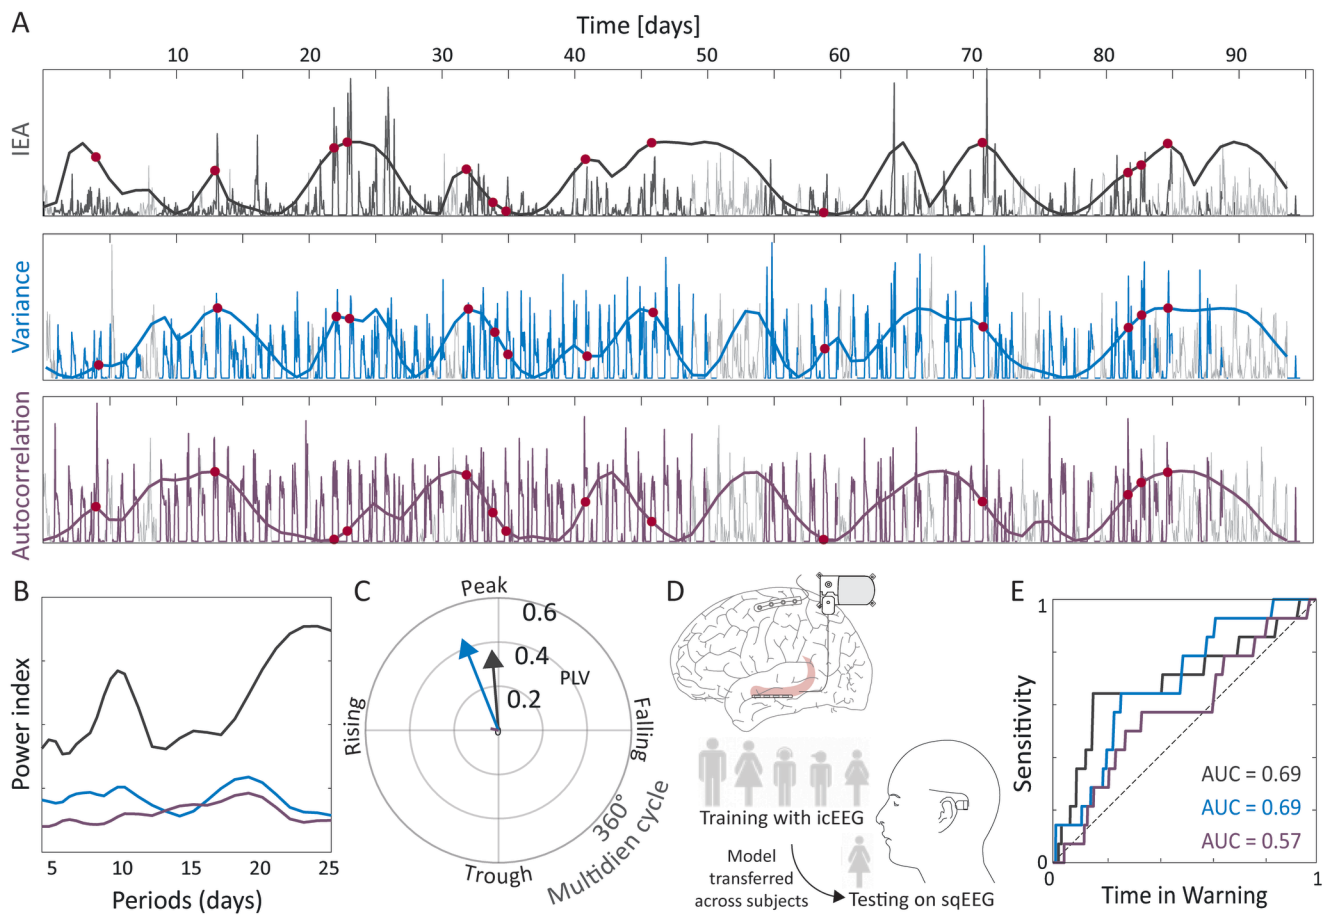 A
Time [days]
10 20 30 40 50 60 70 80 90
IEA
Variance
Autocorrelation
B
Power index
5 10 15 20 25
Periods (days)
C
Peak
0.6
0.4
PLV
0.2
0
Rising
Falling
Trough
360°
Multidien cycle
D
Training with icEEG
Model
transferred
across subjects
Testing on sqEEG
E
1
Sensitivity
AUC = 0.69
AUC = 0.69
AUC = 0.57
0
0 1
Time in Warning